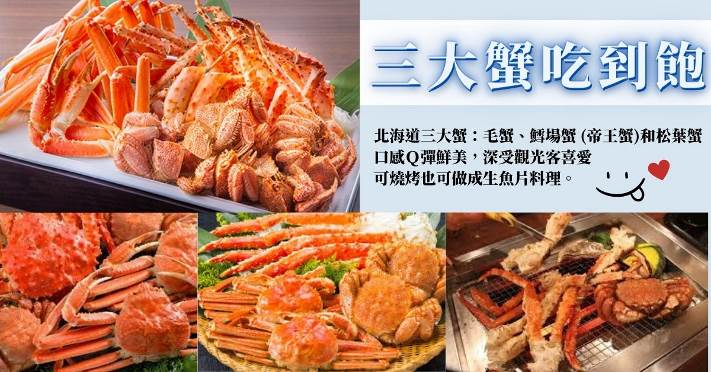 三大蟹吃到飽
北海道三大蟹：毛蟹、鱈場蟹 (帝王蟹)和松葉蟹
口感Q彈鮮美，深受觀光客喜愛
可燒烤也可做成生魚片料理。